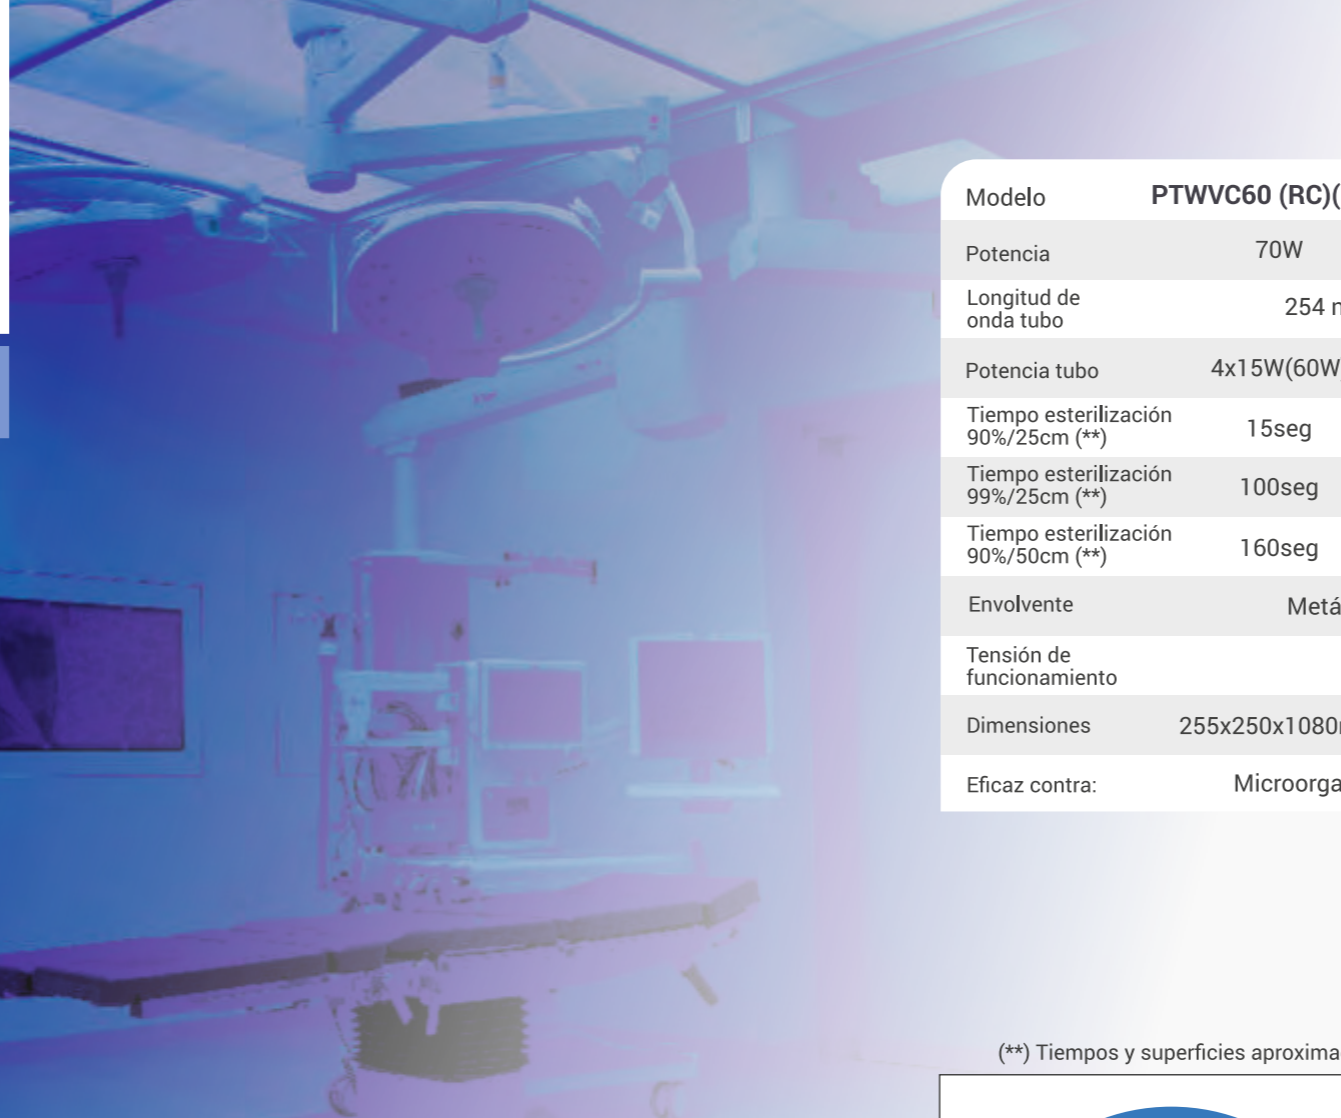 Modelo PTWVC60 (RC)(
Potencia 70W
Longitud de
onda tubo 254 n
Potencia tubo 4x15W(60W
Tiempo esterilización
90%/25cm (**) 15seg
Tiempo esterilización
99%/25cm (**) 100seg
Tiempo esterilización
90%/50cm (**) 160seg
Envolvente Metá
Tensión de
funcionamiento
Dimensiones 255x250x1080
Eficaz contra: Microorga
(**) Tiempos y superficies aproxima